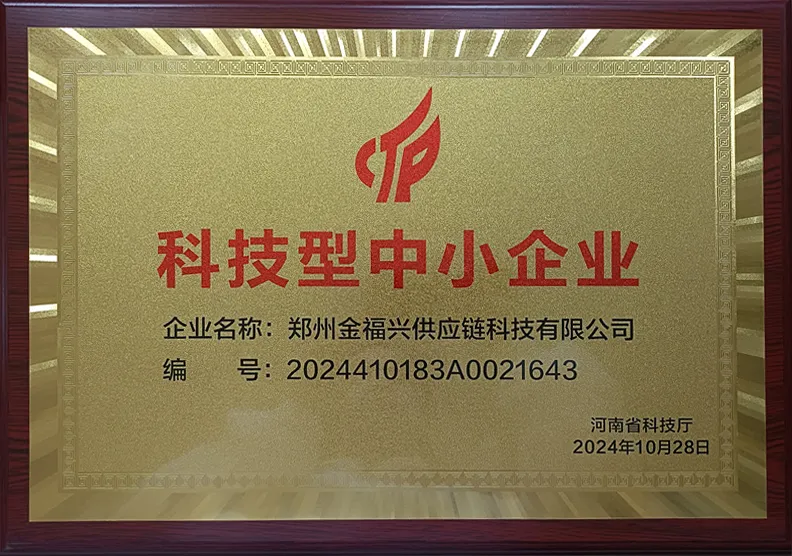 科技型中小企业
企业名称：郑州金福兴供应链科技有限公司
编 号：2024410183A0021643
河南省科技厅
2024年10月28日